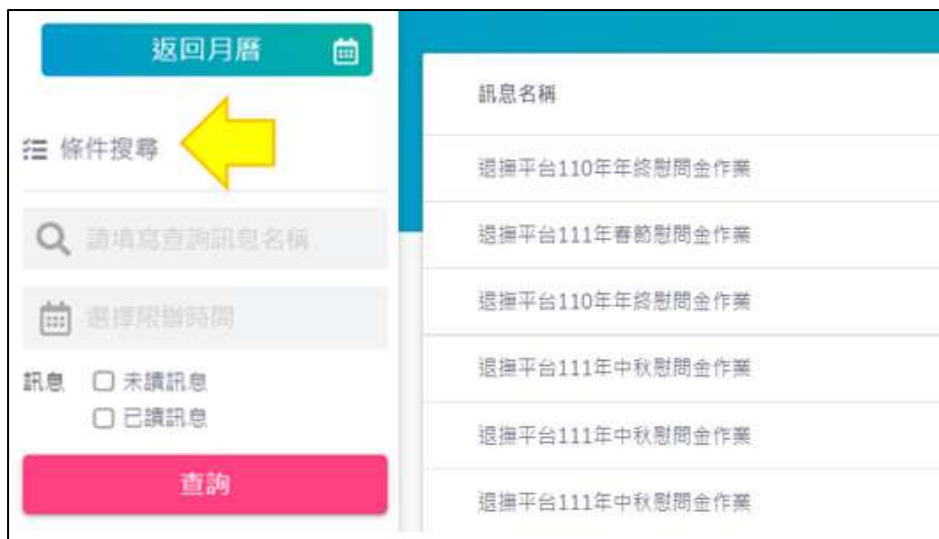 返回月曆
條件搜尋
請填寫查詢訊息名稱
選擇限辦時間
訊息 未讀訊息
已讀訊息
查詢
訊息名稱
退撫平台110年年終慰問金作業
退撫平台111年春節慰問金作業
退撫平台110年年終慰問金作業
退撫平台111年中秋慰問金作業
退撫平台111年中秋慰問金作業
退撫平台111年中秋慰問金作業